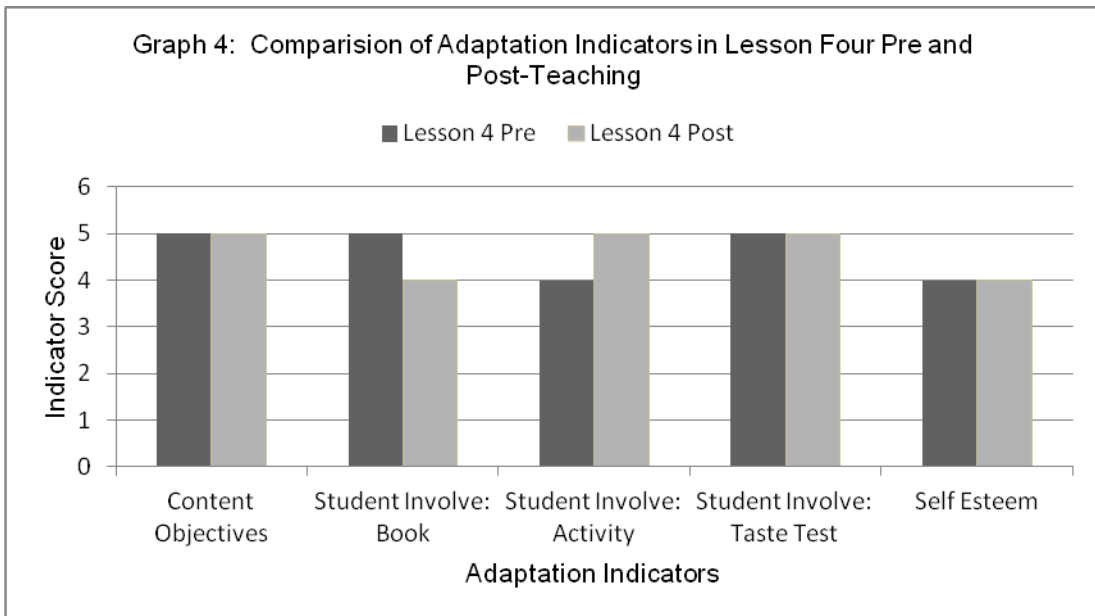 Graph 4:  Comparision of Adaptation Indicators in Lesson Four Pre and
Post-Teaching
Lesson 4 Pre
Lesson 4 Post
Indicator Score
6
5
4
3
2
1
0
Content
Objectives
Student Involve:
Book
Student Involve:
Activity
Student Involve:
Taste Test
Self Esteem
Adaptation Indicators